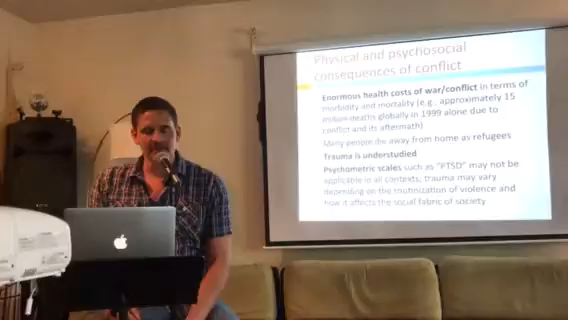 Physical and psychosocial
consequences of conflict
Enormous health costs of war/conflict in terms of
morbidity and mortality (e.g., approximately 15
million deaths globally in 1999 alone due to
conflict and its aftermath)
Many people die away from home as refugees
Trauma is understudied
Psychometric scales such as "PTSD" may not be
applicable in all contexts; trauma may vary
depending on the routinization of violence and
how it affects the social fabric of society